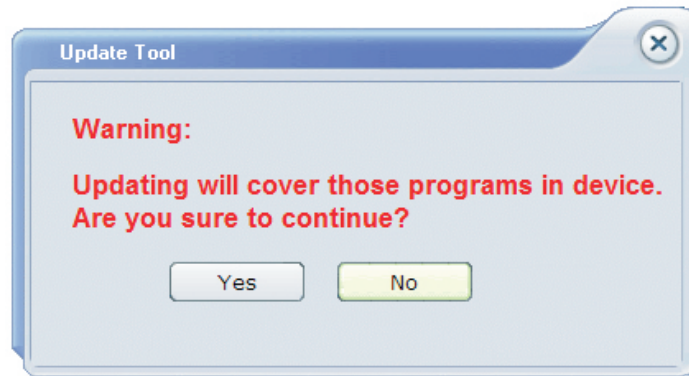 Update Tool
Warning:
Updating will cover those programs in device.
Are you sure to continue?
Yes No